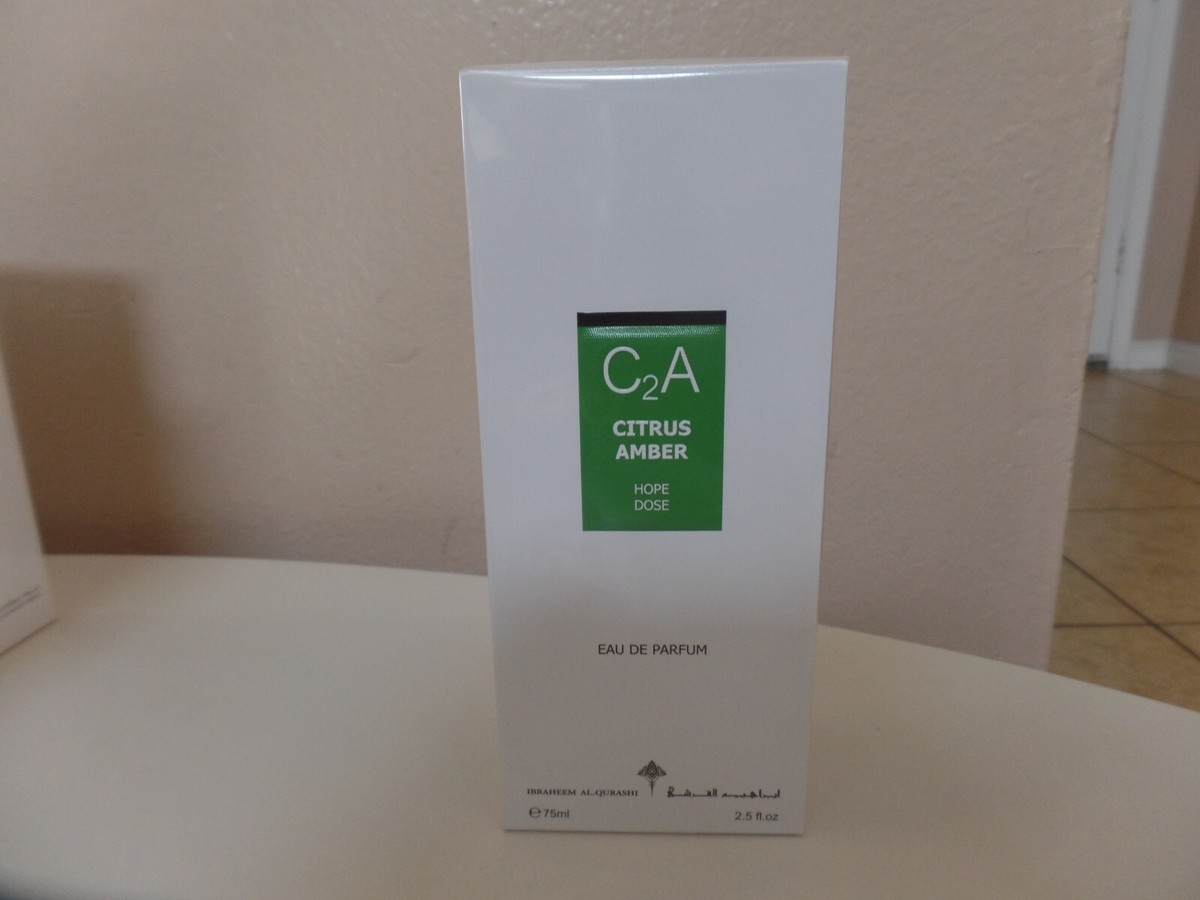 C₂A
CITRUS
AMBER
HOPE
DOSE
EAU DE PARFUM
IBRAHEEM AL.QURASHI ابراهيم القرشي
℮75ml 2.5 fl.oz